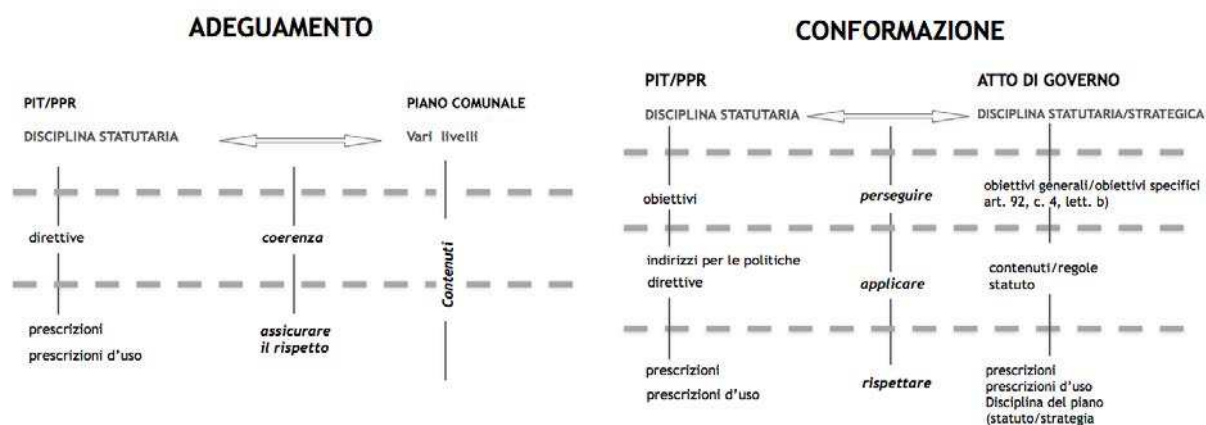 ADEGUAMENTO
PIT/PPR
PIANO COMUNALE
DISCIPLINA STATUTARIA
Vari livelli
direttive
coerenza
Contenuti
prescrizioni
prescrizioni d'uso
assicurare
il rispetto
CONFORMAZIONE
PIT/PPR
ATTO DI GOVERNO
DISCIPLINA STATUTARIA
DISCIPLINA STATUTARIA/STRATEGICA
obiettivi
perseguire
obiettivi generali/obiettivi specifici
art. 92, c. 4, lett. b)
indirizzi per le politiche
direttive
applicare
contenuti/regole
statuto
prescrizioni
prescrizioni d'uso
rispettare
prescrizioni
prescrizioni d'uso
Disciplina del piano
(statuto/strategia